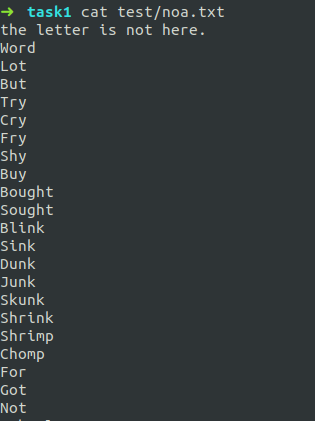 ➜ task1 cat test/noa.txt
the letter is not here.
Word
Lot
But
Try
Cry
Fry
Shy
Buy
Bought
Sought
Blink
Sink
Dunk
Junk
Skunk
Shrink
Shrimp
Chomp
For
Got
Not